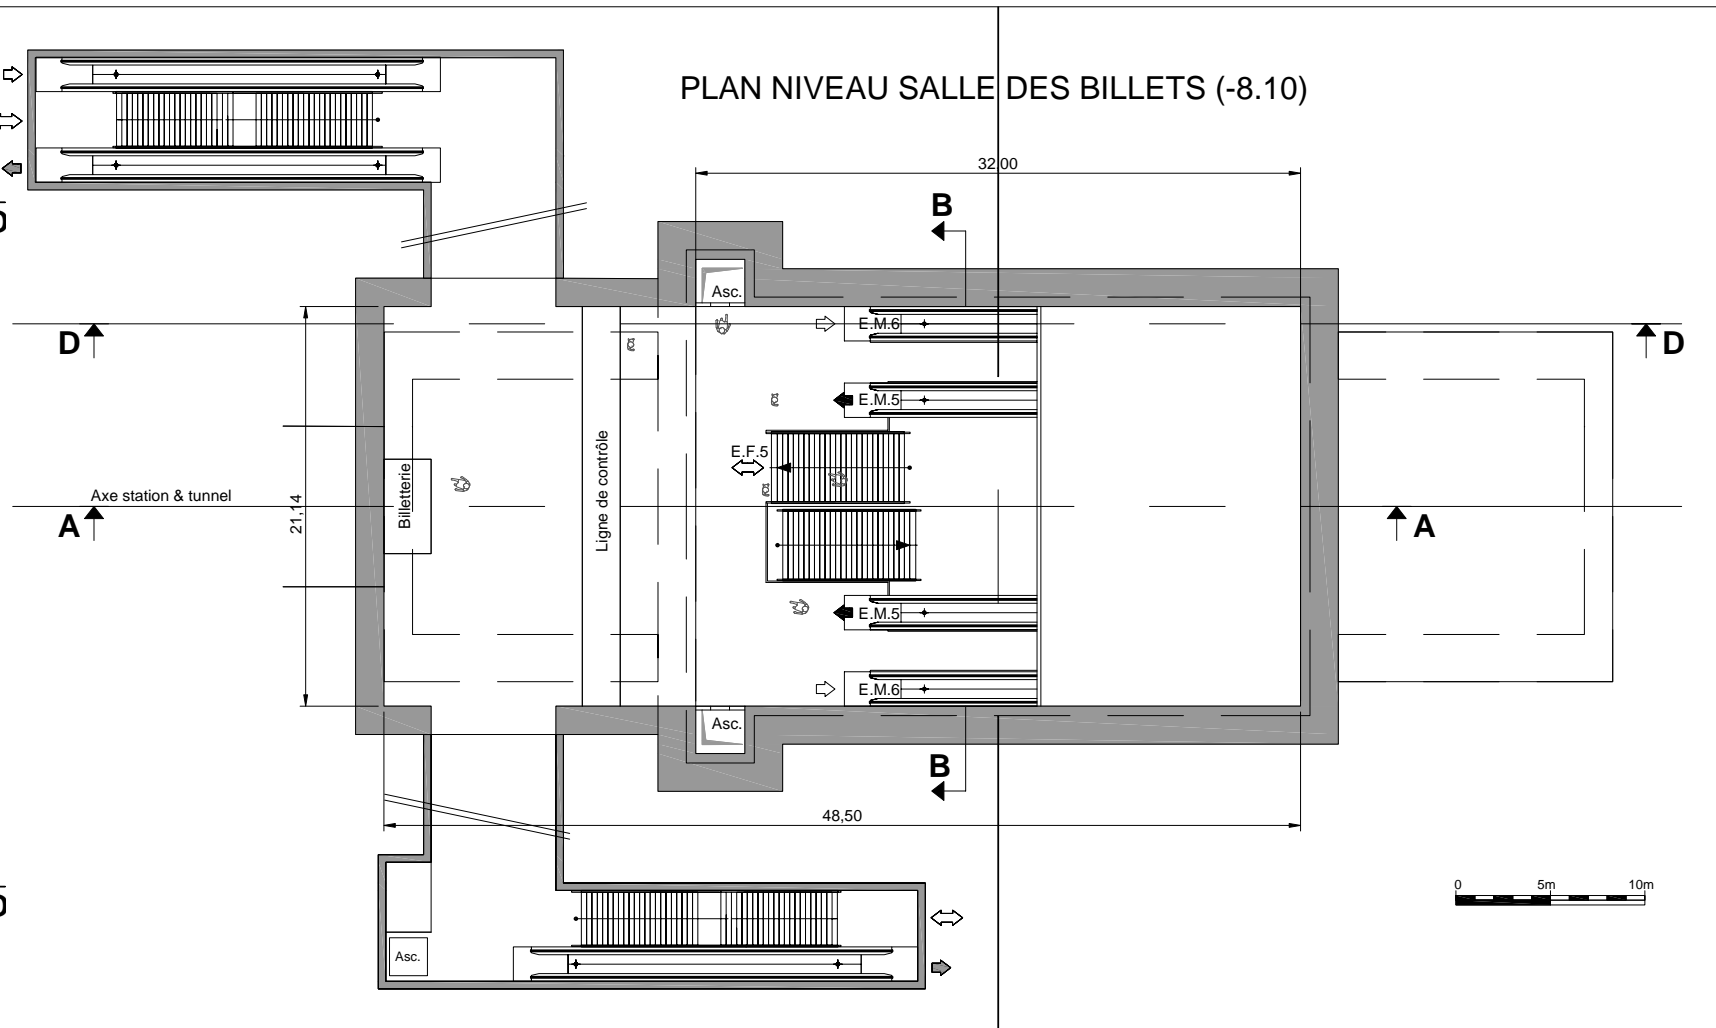 PLAN NIVEAU SALLE DES BILLETS (-8.10)
32,00
B
Asc.
E.M.6
D
D
E.M.5
E.F.5
Ligne de contrôle
Billetterie
Axe station & tunnel
21,14
A
A
E.M.5
E.M.6
Asc.
B
48,50
0 5m 10m
Asc.